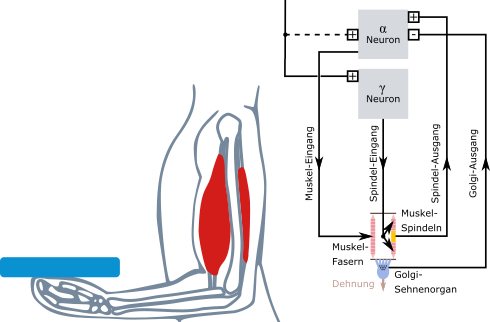 α
Neuron
+
+
-
γ
Neuron
+
Muskel-Eingang
Spindel-Eingang
Spindel-Ausgang
Golgi-Ausgang
Muskel-
Spindeln
Muskel-
Fasern
Dehnung
Golgi-
Sehnenorgan